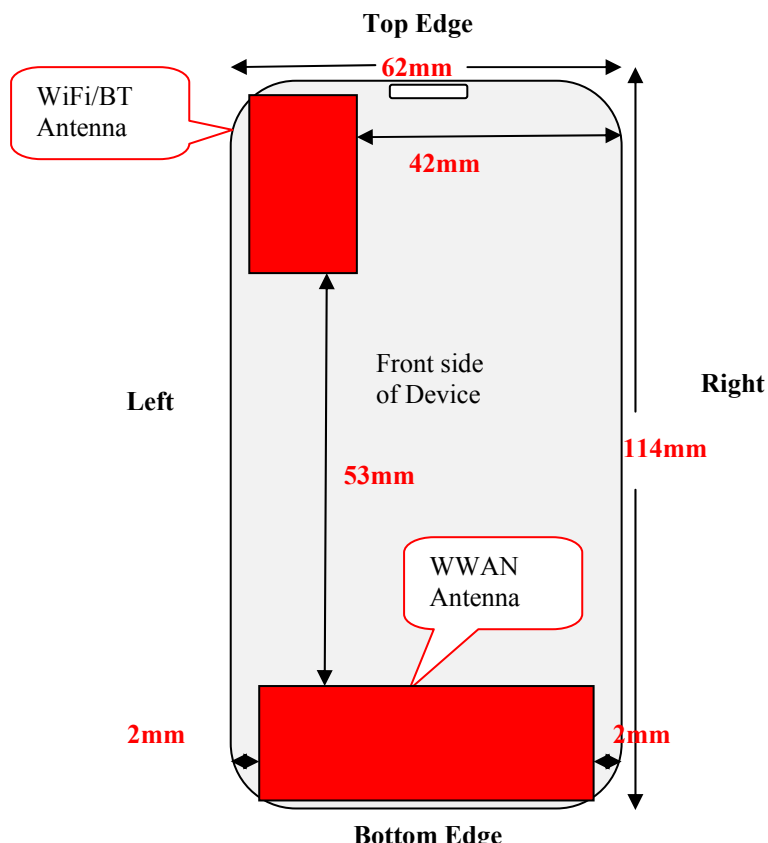 Top Edge
62mm
WiFi/BT
Antenna
42mm
Front side
of Device
Left
Right
114mm
53mm
WWAN
Antenna
2mm
2mm
Bottom Edge